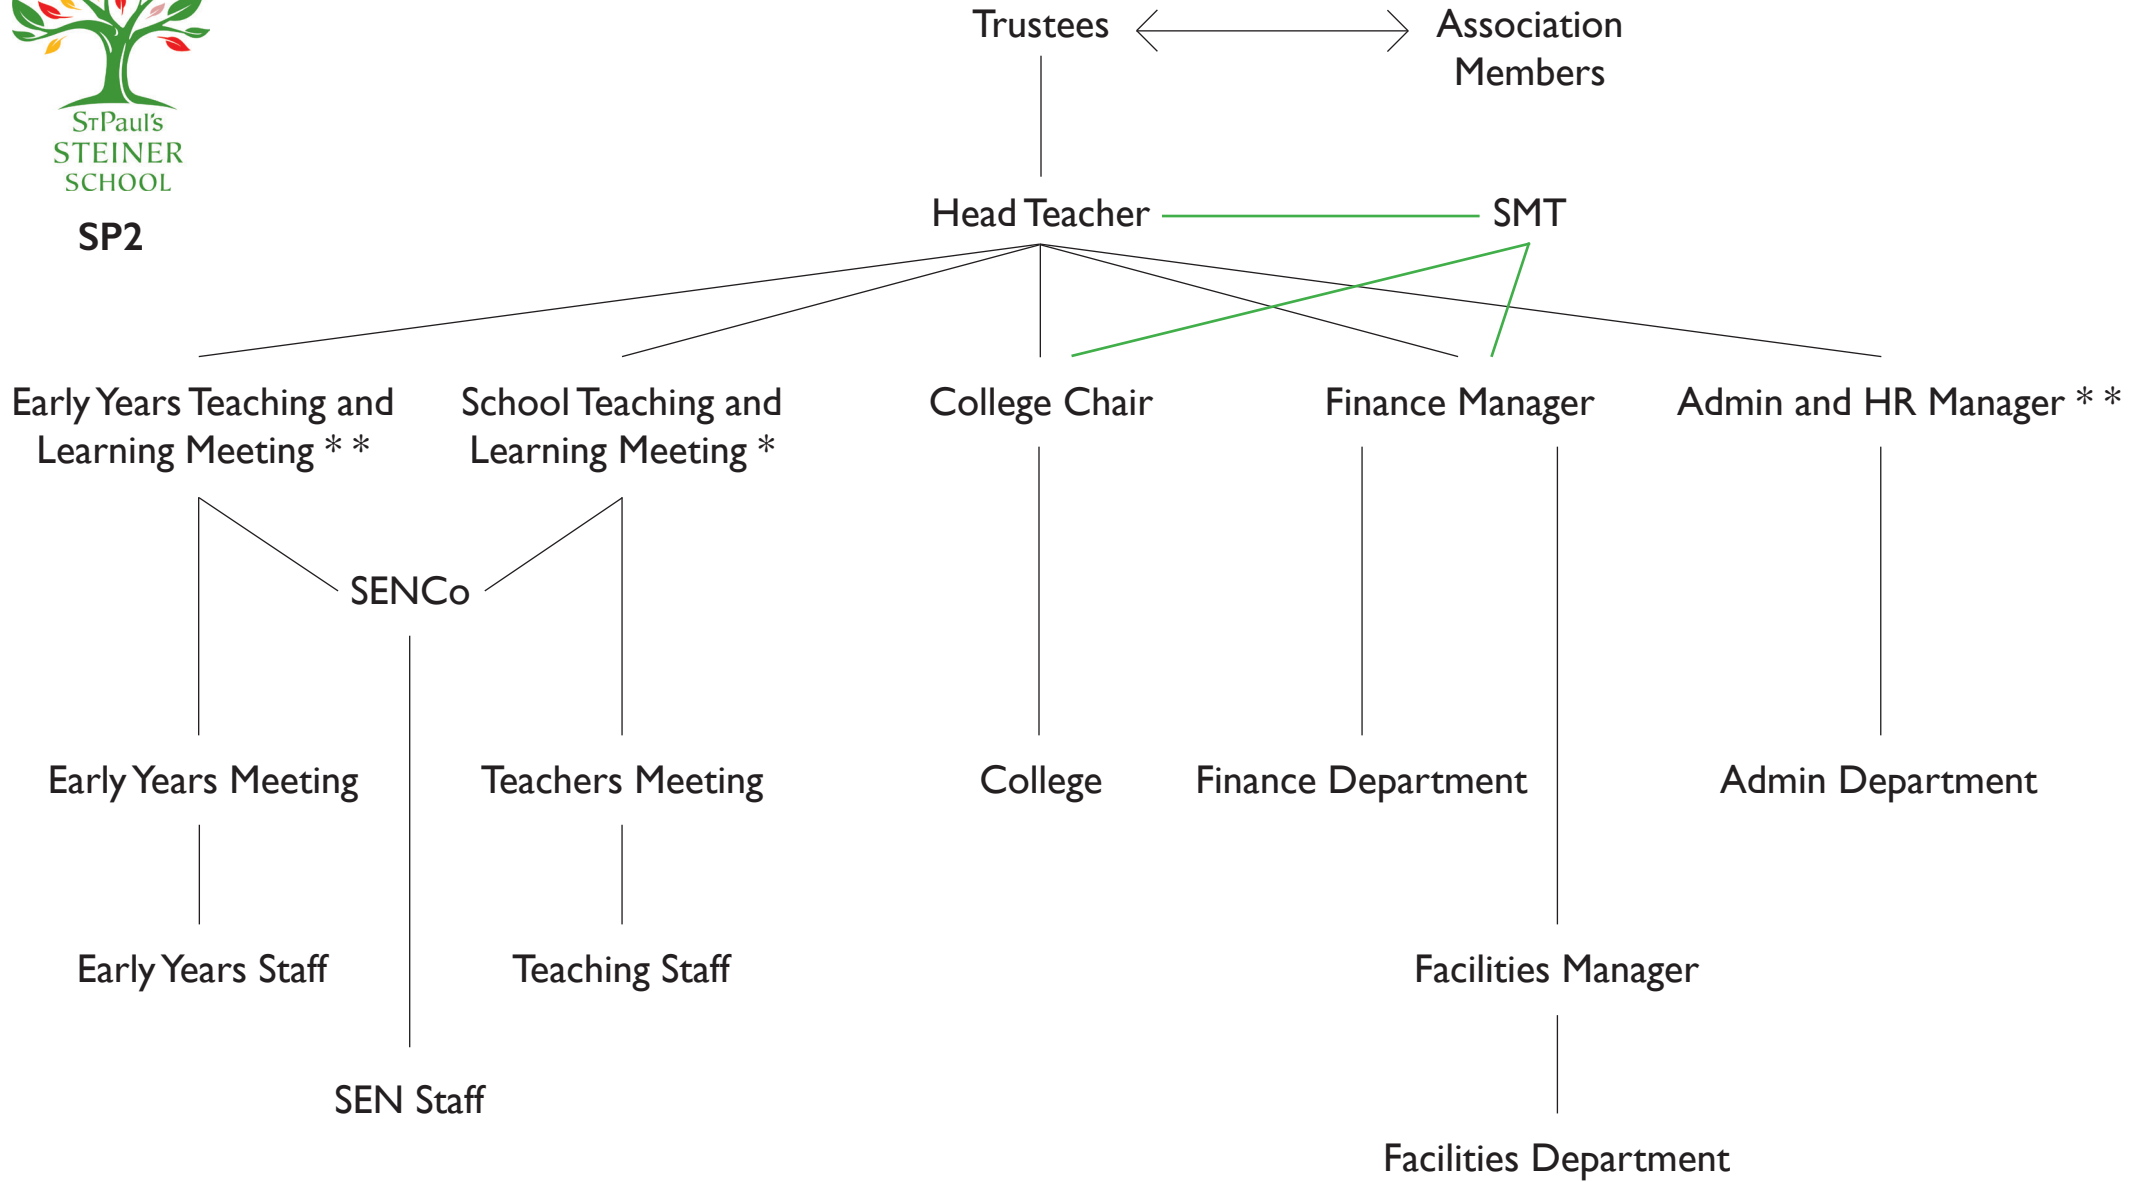 STPaul's
STEINER
SCHOOL
SP2
Trustees
Association
Members
Head Teacher
SMT
Early Years Teaching and
Learning Meeting * *
School Teaching and
Learning Meeting *
College Chair
Finance Manager
Admin and HR Manager * *
SENCo
Early Years Meeting
Teachers Meeting
College
Finance Department
Admin Department
Early Years Staff
Teaching Staff
Facilities Manager
SEN Staff
Facilities Department